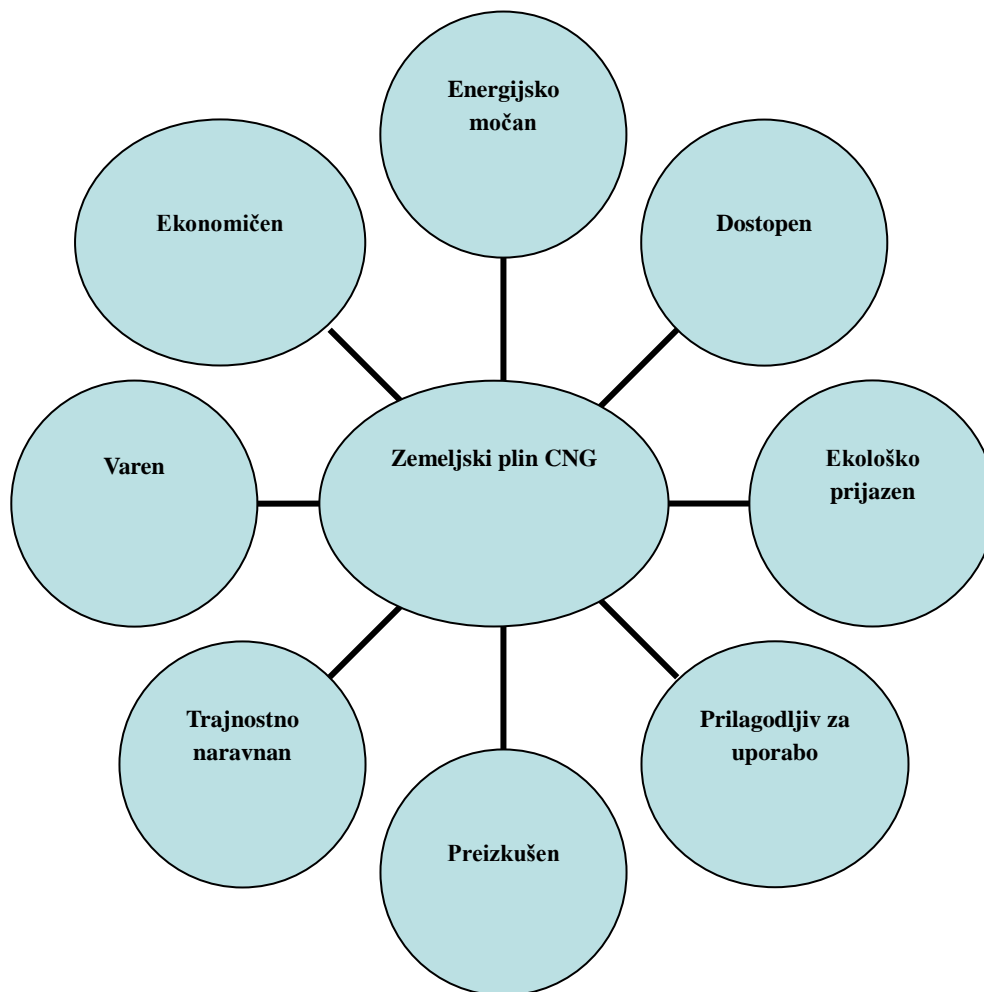 Energijsko
močan
Ekonomičen
Dostopen
Varen
Zemeljski plin CNG
Ekološko
prijazen
Trajnostno
naravnan
Prilagodljiv za
uporabo
Preizkušen